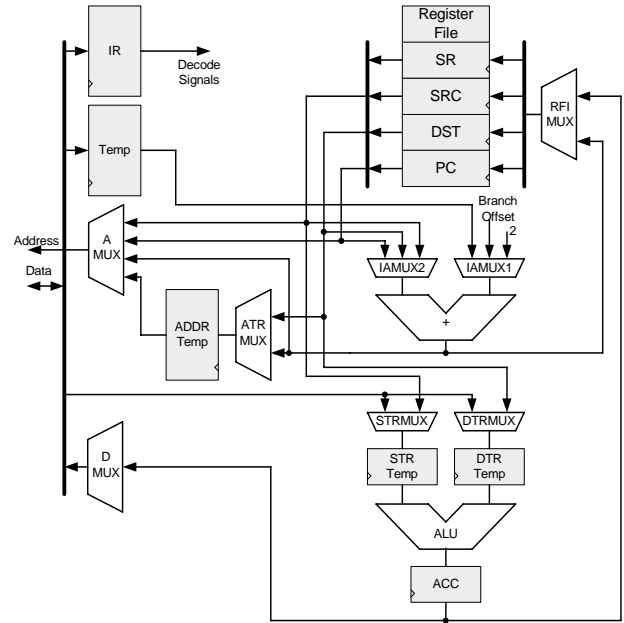 Register
File
IR
Decode
Signals
SR
SRC
DST
PC
RFI
MUX
Temp
Branch
Offset
2
Address
Data
A
MUX
IAMUX2
IAMUX1
+
ADDR
Temp
ATR
MUX
STRMUX
DTRMUX
D
MUX
STR
Temp
DTR
Temp
ALU
ACC